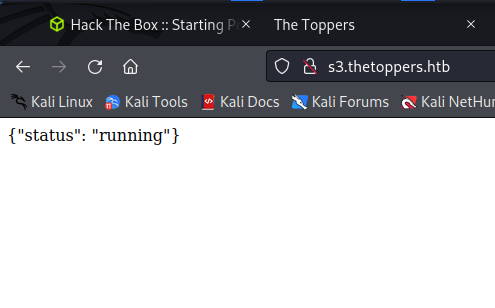 Hack The Box :: Starting P
The Toppers
s3.thetoppers.htb
Kali Linux
Kali Tools
Kali Docs
Kali Forums
Kali NetHun
{"status": "running"}